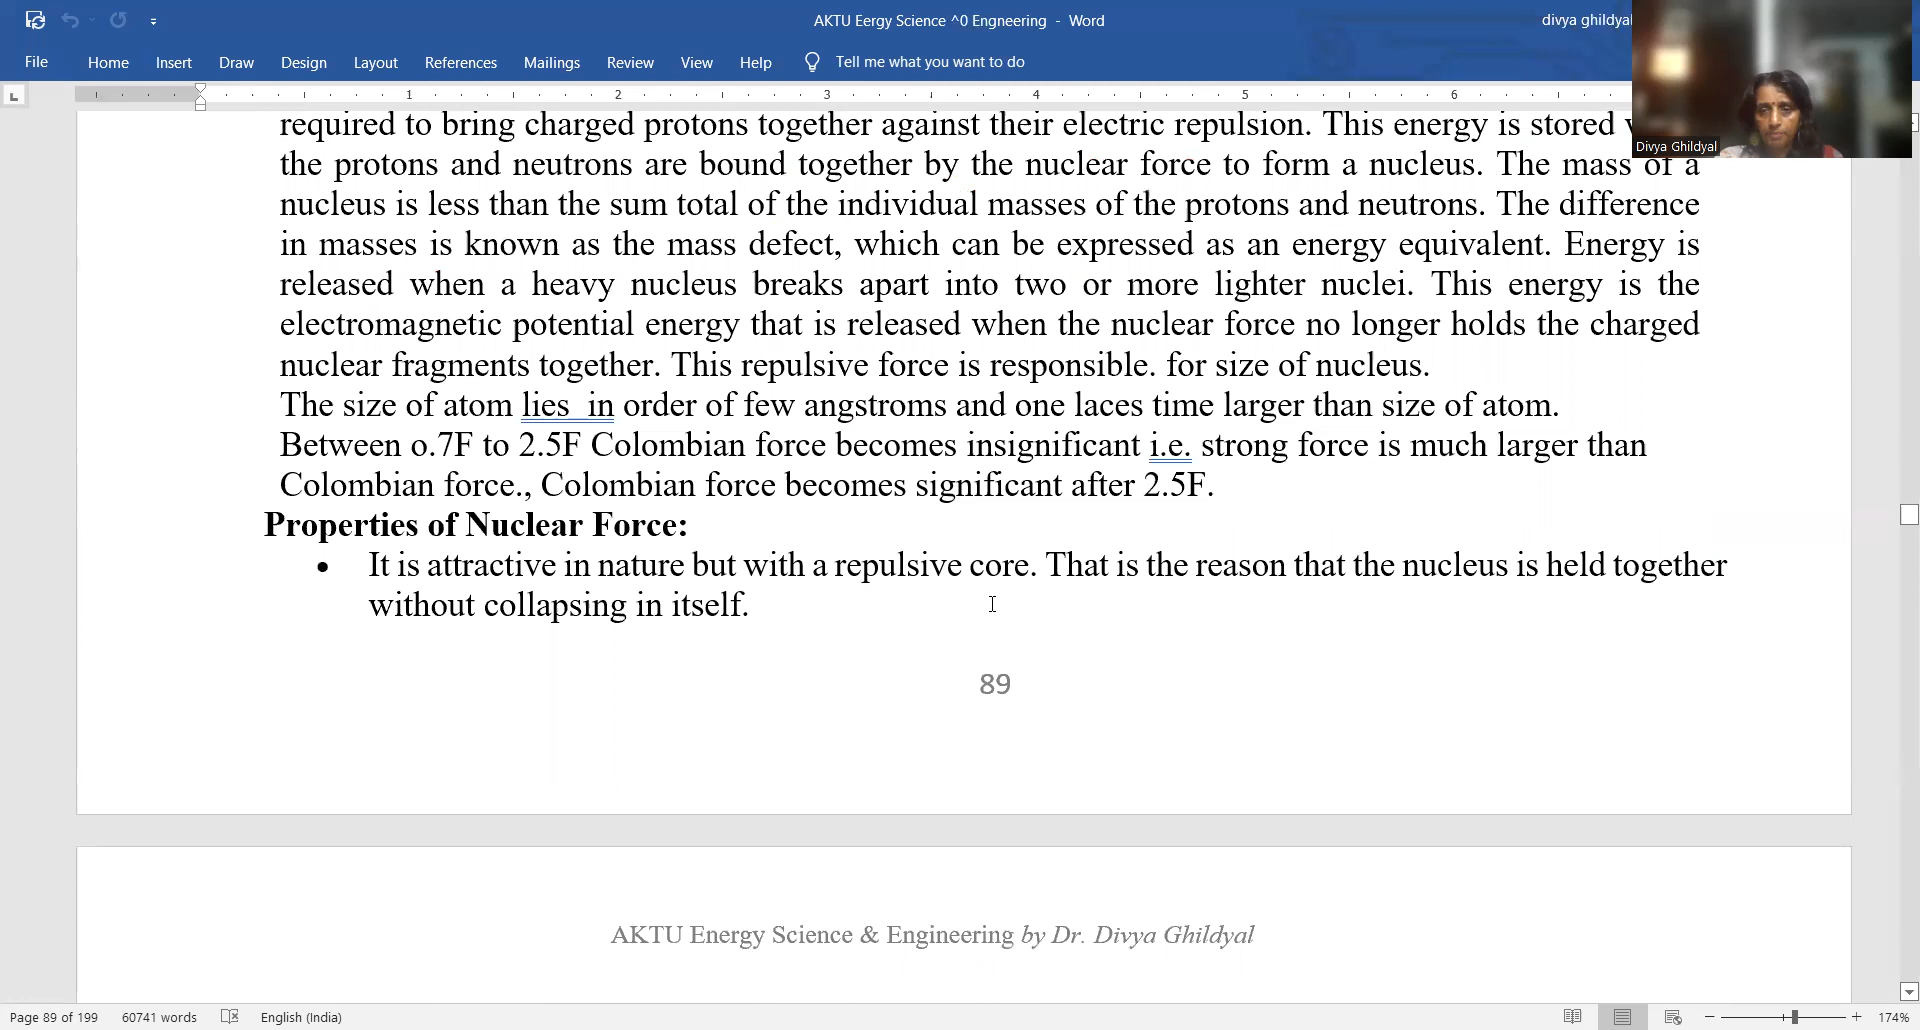 AKTU Eergy Science ^0 Engneering - Word
divya ghildyal
File Home Insert Draw Design Layout References Mailings Review View Help Tell me what you want to do
1 2 3 4 5 6
Divya Ghildyal
required to bring charged protons together against their electric repulsion. This energy is stored
the protons and neutrons are bound together by the nuclear force to form a nucleus. The mass of a
nucleus is less than the sum total of the individual masses of the protons and neutrons. The difference
in masses is known as the mass defect, which can be expressed as an energy equivalent. Energy is
released when a heavy nucleus breaks apart into two or more lighter nuclei. This energy is the
electromagnetic potential energy that is released when the nuclear force no longer holds the charged
nuclear fragments together. This repulsive force is responsible. for size of nucleus.
The size of atom lies in order of few angstroms and one laces time larger than size of atom.
Between o.7F to 2.5F Colombian force becomes insignificant i.e. strong force is much larger than
Colombian force., Colombian force becomes significant after 2.5F.
Properties of Nuclear Force:
• It is attractive in nature but with a repulsive core. That is the reason that the nucleus is held together
without collapsing in itself.
89
AKTU Energy Science & Engineering by Dr. Divya Ghildyal
Page 89 of 199 60741 words English (India) 174%